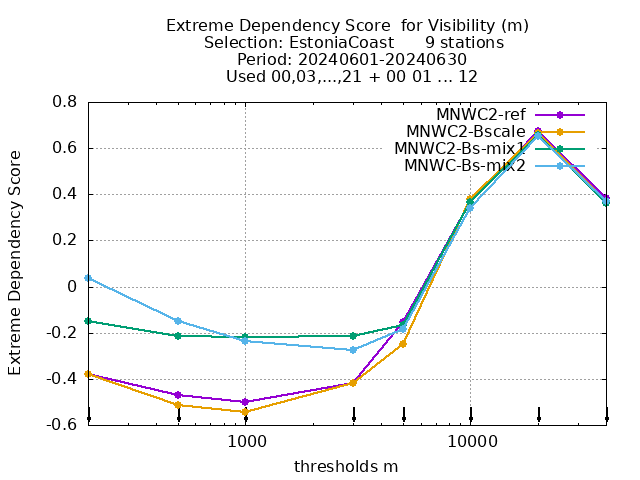 Extreme Dependency Score  for Visibility (m)
Selection: EstoniaCoast      9 stations
Period: 20240601-20240630
Used 00,03,...,21 + 00 01 ... 12
MNWC2-ref
MNWC2-Bscale
MNWC2-Bs-mix1
MNWC-Bs-mix2
Extreme Dependency Score
0.8
0.6
0.4
0.2
0
-0.2
-0.4
-0.6
1000
10000
thresholds m